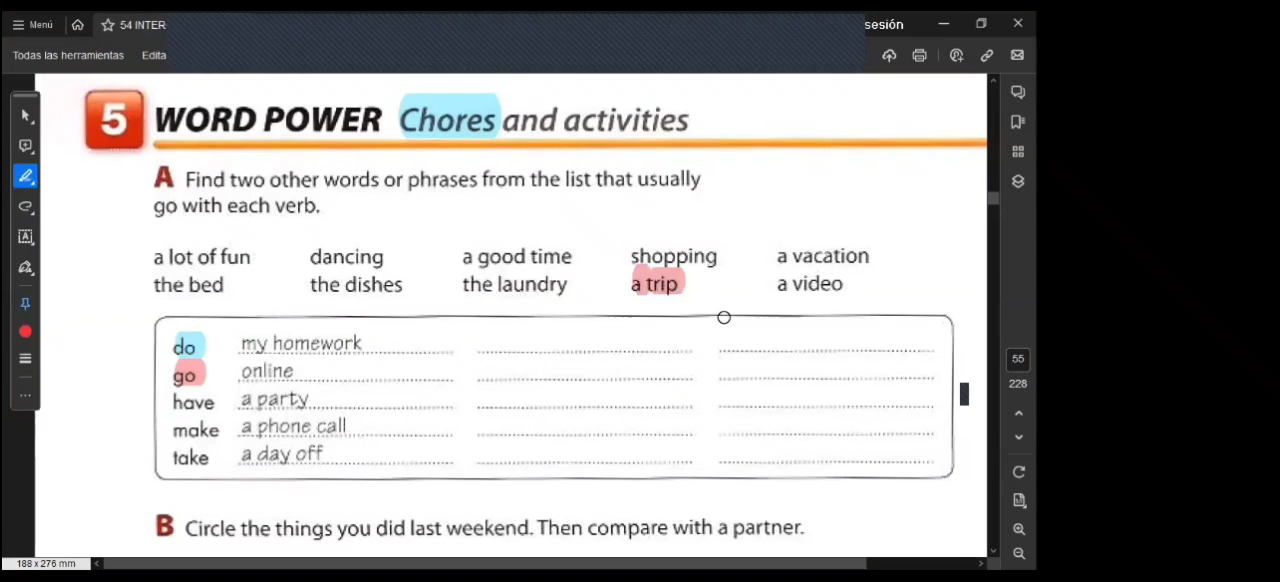 Menú 54 INTER sesión
Todas las herramientas Edita
5 WORD POWER Chores and activities
A Find two other words or phrases from the list that usually
go with each verb.
a lot of fun dancing a good time shopping a vacation
the bed the dishes the laundry a trip a video
do my homework
go online
have a party
make a phone call
take a day off
B Circle the things you did last weekend. Then compare with a partner.
55
228
188 x 276 mm